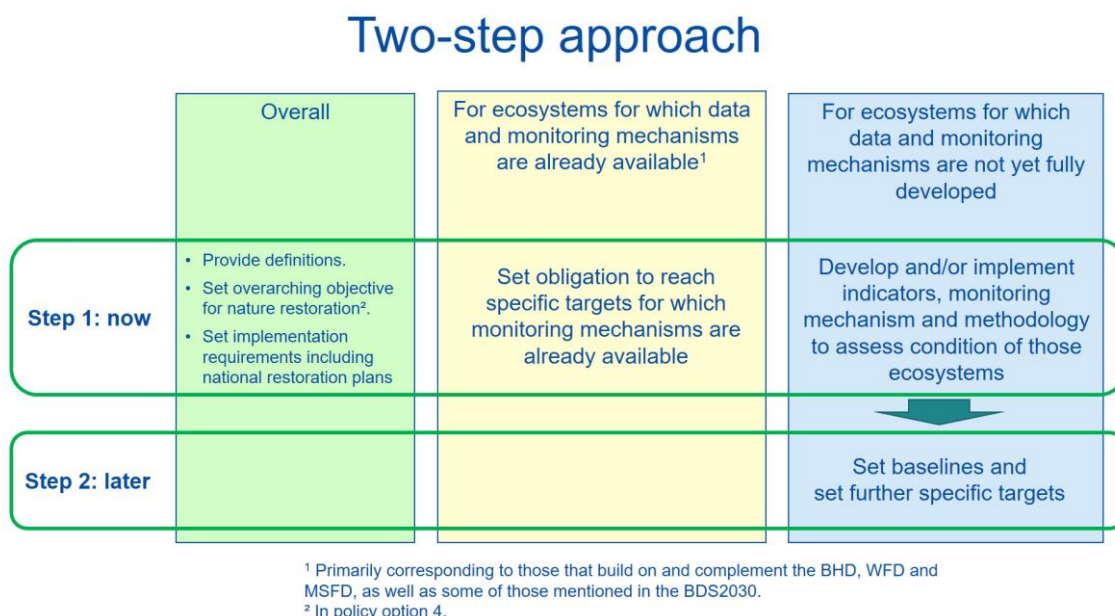 Two-step approach
Overall
For ecosystems for which data
and monitoring mechanisms
are already available¹
For ecosystems for which
data and monitoring
mechanisms are not yet fully
developed
Step 1: now
• Provide definitions.
• Set overarching objective
for nature restoration².
• Set implementation
requirements including
national restoration plans
Set obligation to reach
specific targets for which
monitoring mechanisms are
already available
Develop and/or implement
indicators, monitoring
mechanism and methodology
to assess condition of those
ecosystems
Step 2: later
Set baselines and
set further specific targets
¹ Primarily corresponding to those that build on and complement the BHD, WFD and
MSFD, as well as some of those mentioned in the BDS2030.
² In policy option 4.